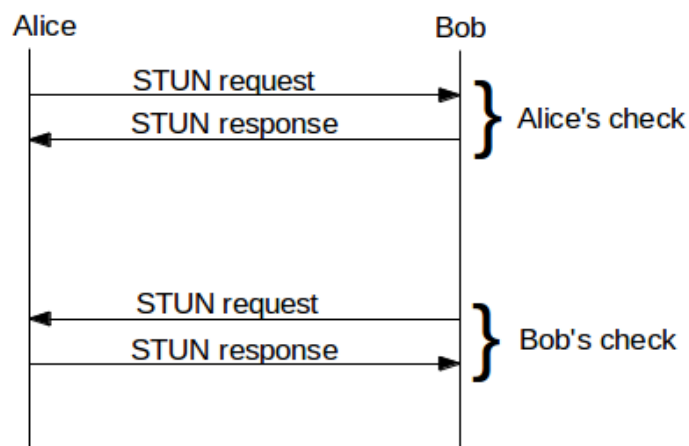 Alice
Bob
STUN request
STUN response
Alice's check
STUN request
STUN response
Bob's check